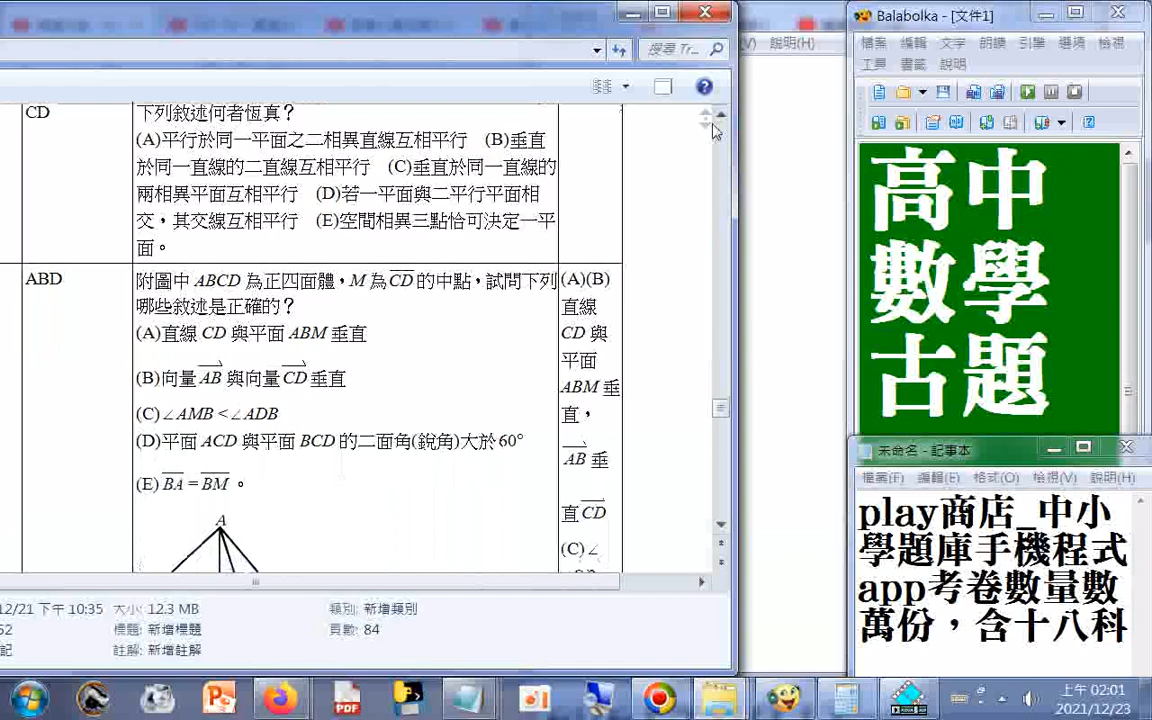 搜尋 Tr...
CD
下列敘述何者恆真？
(A)平行於同一平面之二相異直線互相平行 (B)垂直
於同一直線的二直線互相平行 (C)垂直於同一直線的
兩相異平面互相平行 (D)若一平面與二平行平面相
交，其交線互相平行 (E)空間相異三點恰可決定一平
面。
ABD
附圖中 ABCD 為正四面體，M 為 CD 的中點，試問下列
哪些敘述是正確的？
(A)直線 CD 與平面 ABM 垂直
(B)向量 AB 與向量 CD 垂直
(C)∠AMB <∠ADB
(D)平面 ACD 與平面 BCD 的二面角(銳角)大於 60°
(E) BA = BM 。
A
(A)(B)
直線
CD 與
平面
ABM 垂
直，
AB 垂
直 CD
(C)∠
12/21 下午 10:35 大小: 12.3 MB 類別: 新增類別
52 標題: 新增標題 頁數: 84
記 註解: 新增註解
(V) 說明(H)
Balabolka - [文件1]
檔案 編輯 文字 朗讀 引擎 選項 檢視
工具 書籤 說明
高中
數學
古題
未命名 - 記事本
檔案(F) 編輯(E) 格式(O) 檢視(V) 說明(H)
play商店_中小
學題庫手機程式
app考卷數量數
萬份，含十八科
上午 02:01
2021/12/23